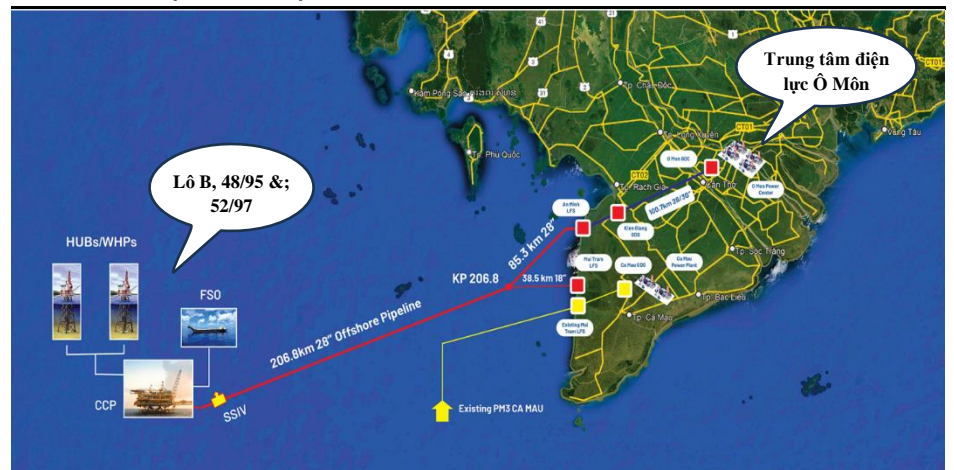 Trung tâm điện
lực Ô Môn
Lô B, 48/95 &;
52/97
HUBs/WHPs
FSO
CCP
SSIV
206.8km 28" Offshore Pipeline
KP 206.8
85.3 km 28"
38.5 km 18"
100.7km 28/30"
An Minh
LFS
Kien Giang
GDS
O Mon GDC
O Mon Power
Center
Mui Tram
LFS
Ca Mau GDC
Ca Mau
Power Plant
Existing Mui
Tram LFS
Existing PM3 CA MAU
Tp. Phú Quốc
Tp. Châu Đốc
Tp. Long Xuyên
Tp. Rạch Giá
Cần Thơ
Tp. Sóc Trăng
Tp. Bạc Liêu
Tp. Cà Mau
Vũng Tàu
CT01
CT01
CT02